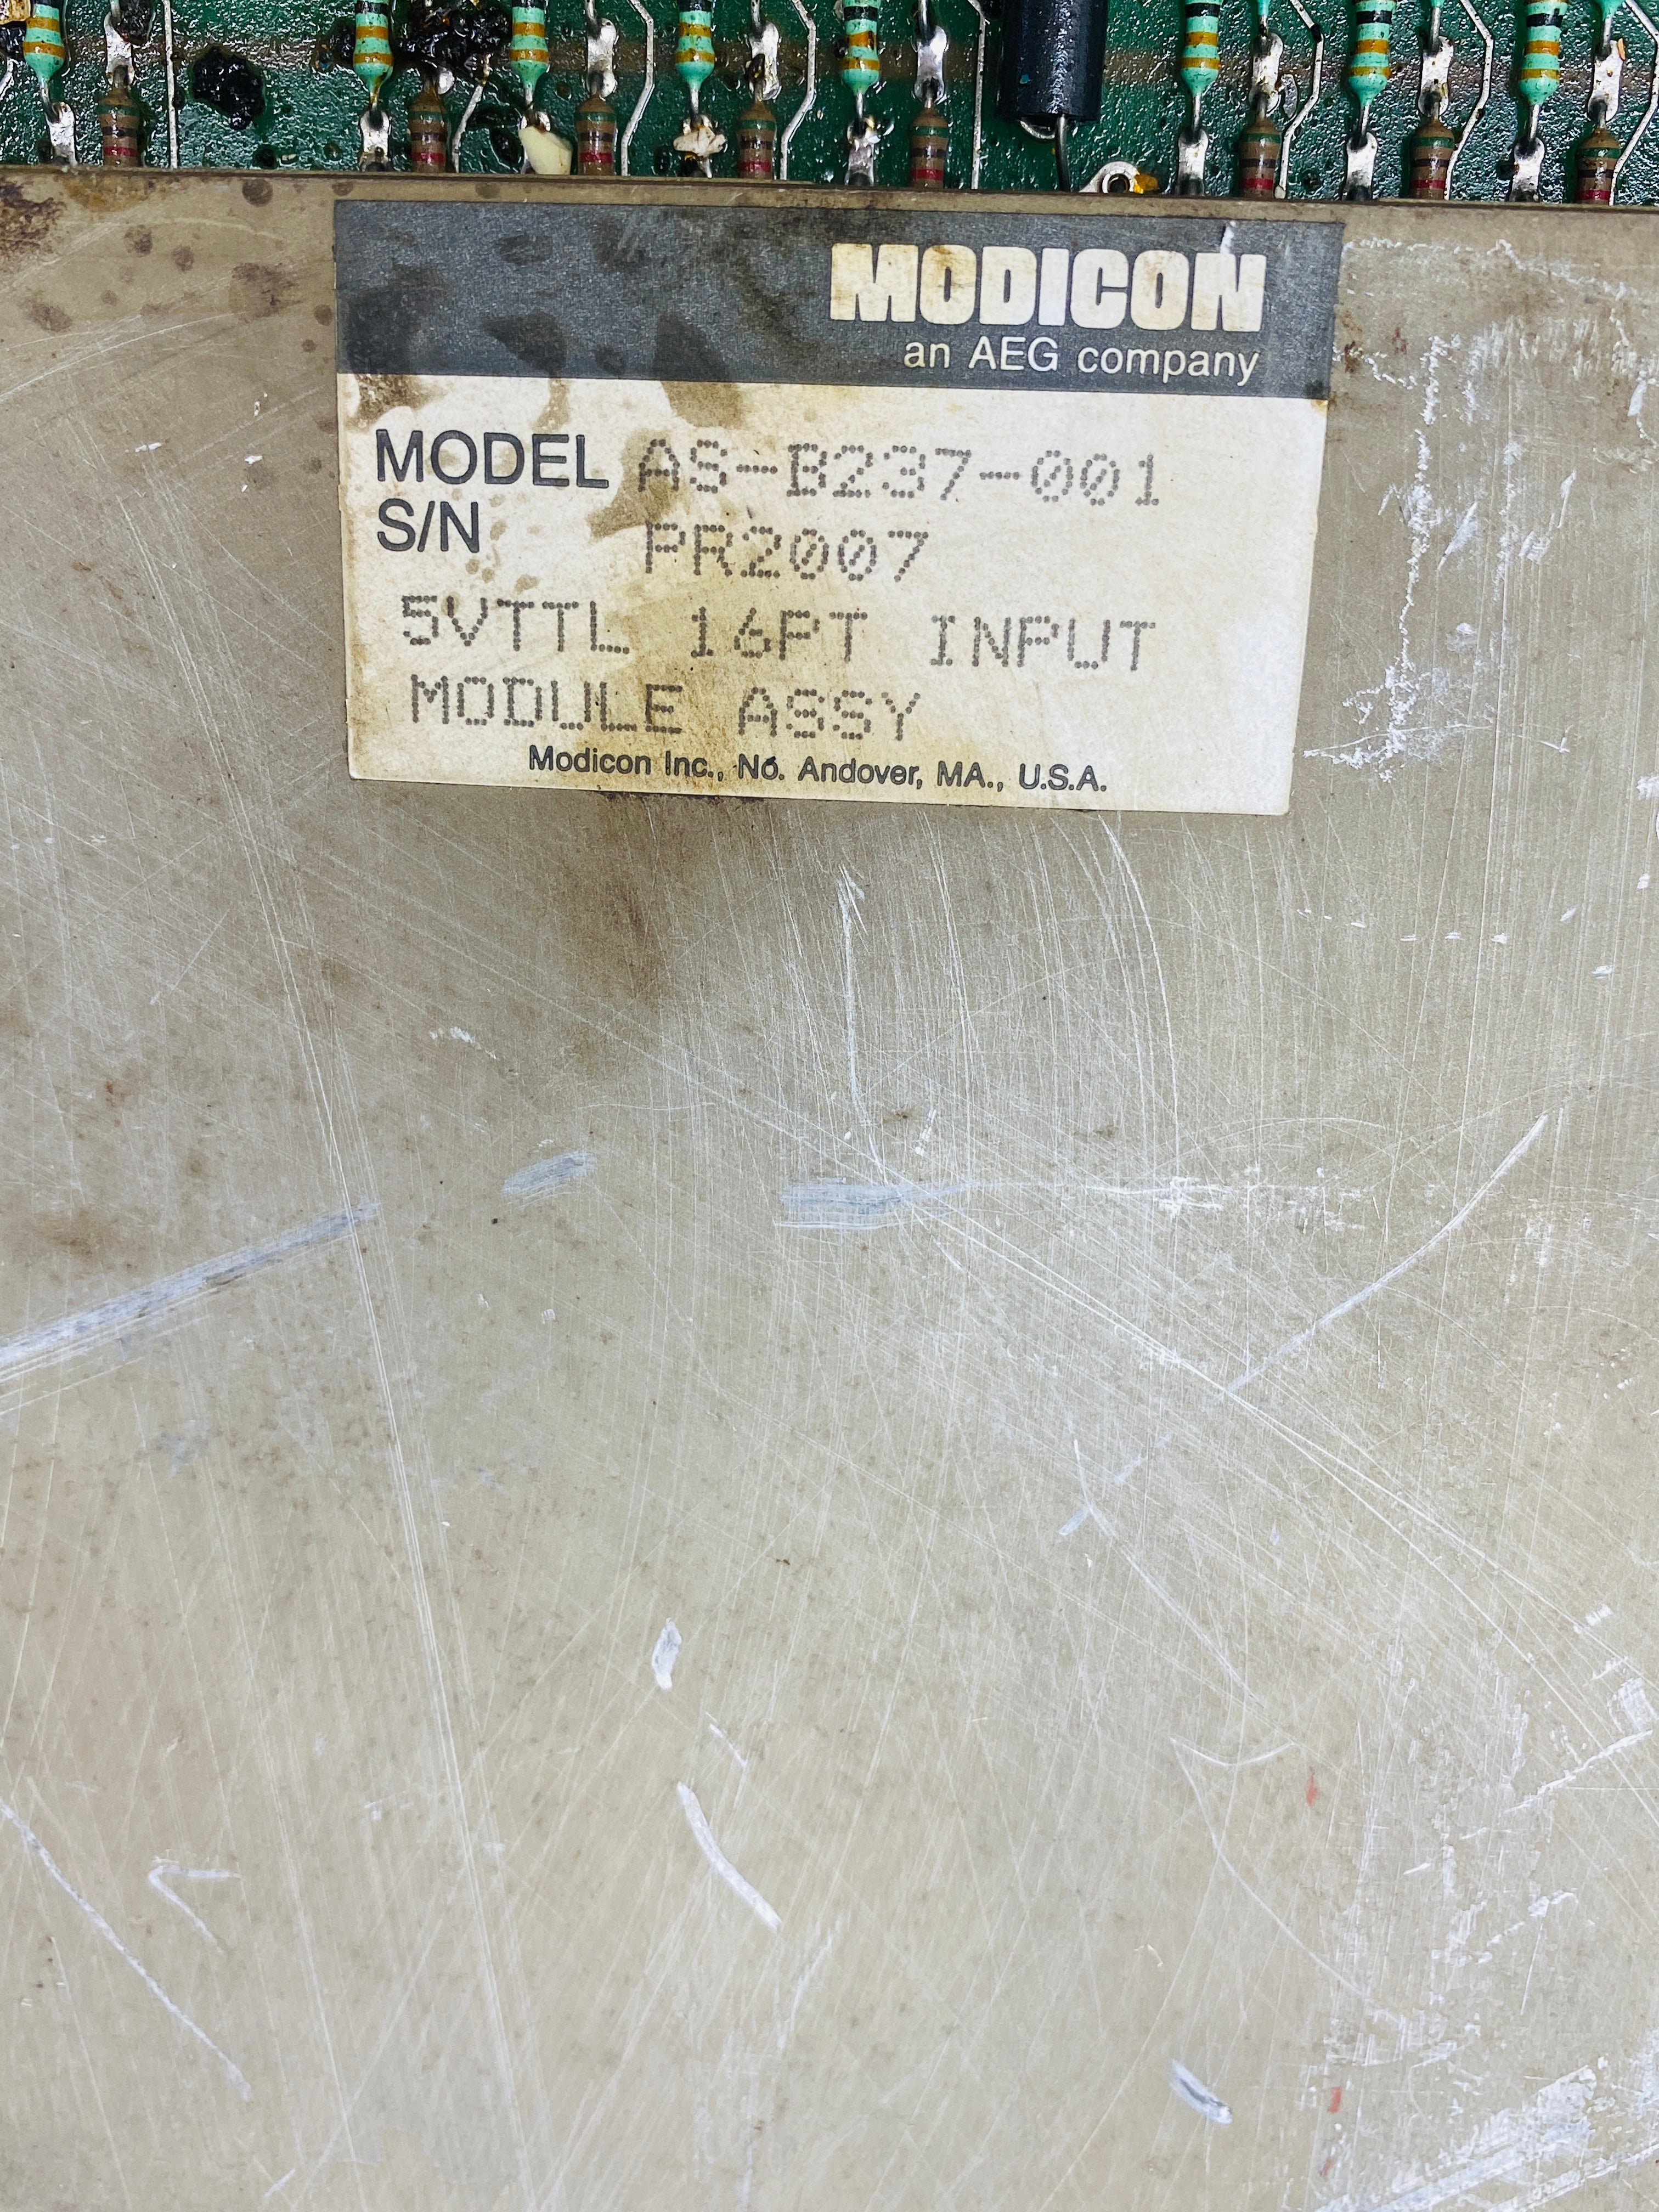 MODICON
an AEG company
MODEL AS-B237-001
S/N PR2007
5VTTL 16PT INPUT
MODULE ASSY
Modicon Inc., No. Andover, MA., U.S.A.